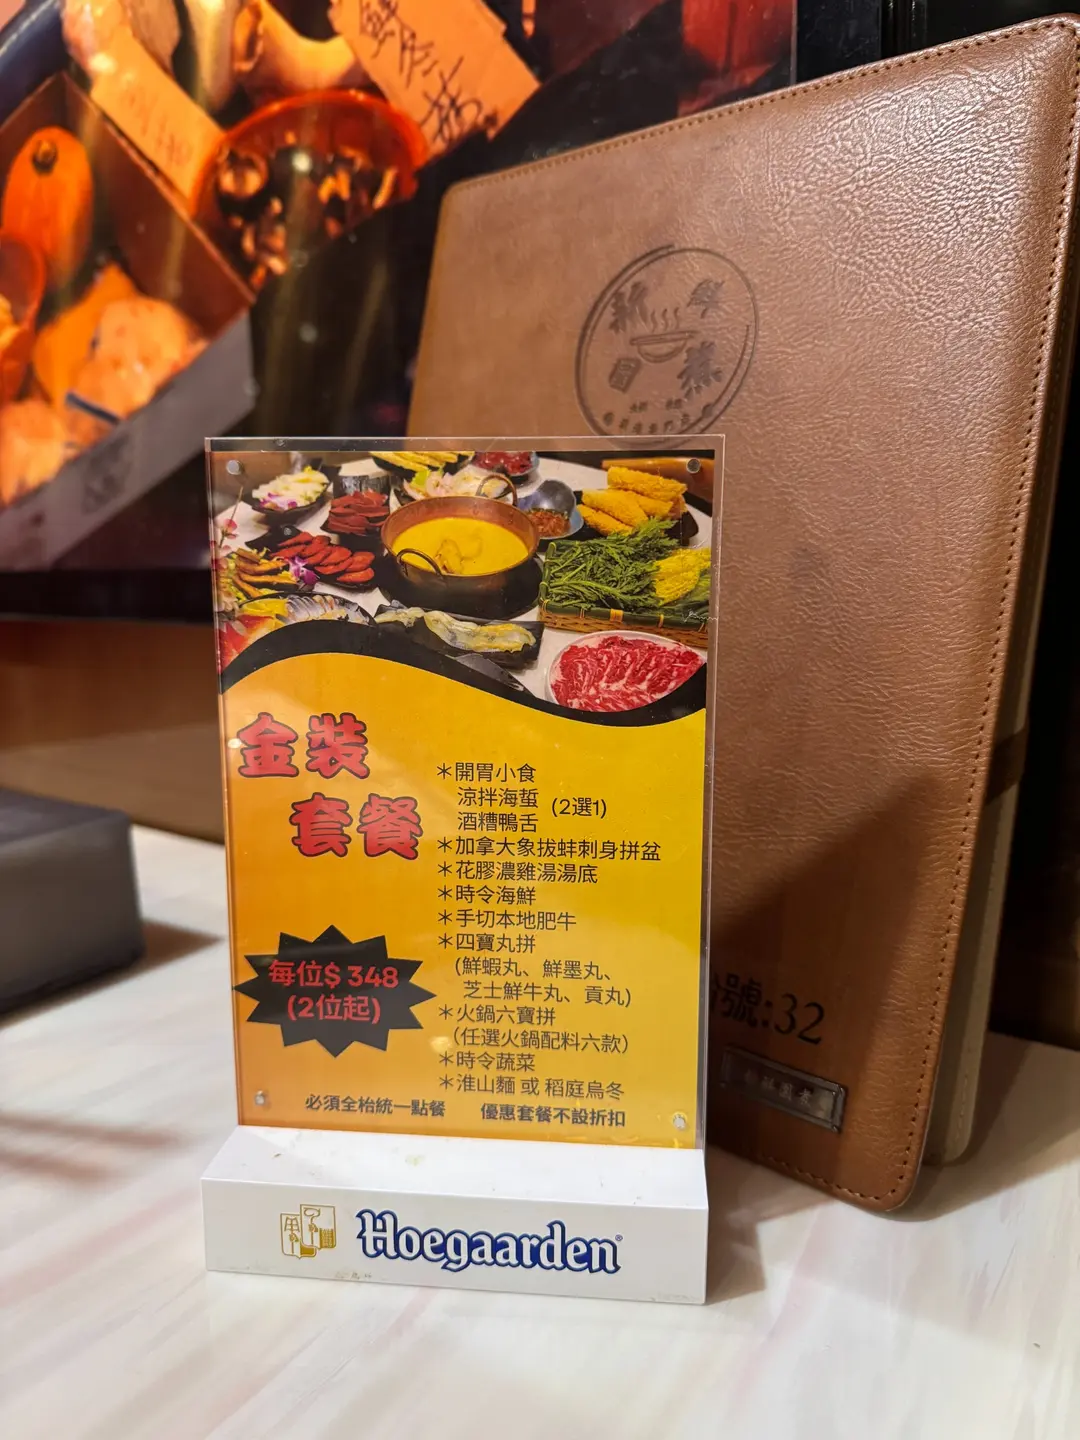 鮮
金裝
套餐
＊開胃小食
涼拌海蜇 (2選1)
酒糟鴨舌
＊加拿大象拔蚌刺身拼盆
＊花膠濃雞湯湯底
＊時令海鮮
＊手切本地肥牛
＊四寶丸拼
(鮮蝦丸、鮮墨丸、
芝士鮮牛丸、貢丸)
＊火鍋六寶拼
（任選火鍋配料六款）
＊時令蔬菜
＊淮山麵 或 稻庭烏冬
每位$ 348
(2位起)
必須全枱統一點餐 優惠套餐不設折扣
Hoegaarden®
號:32